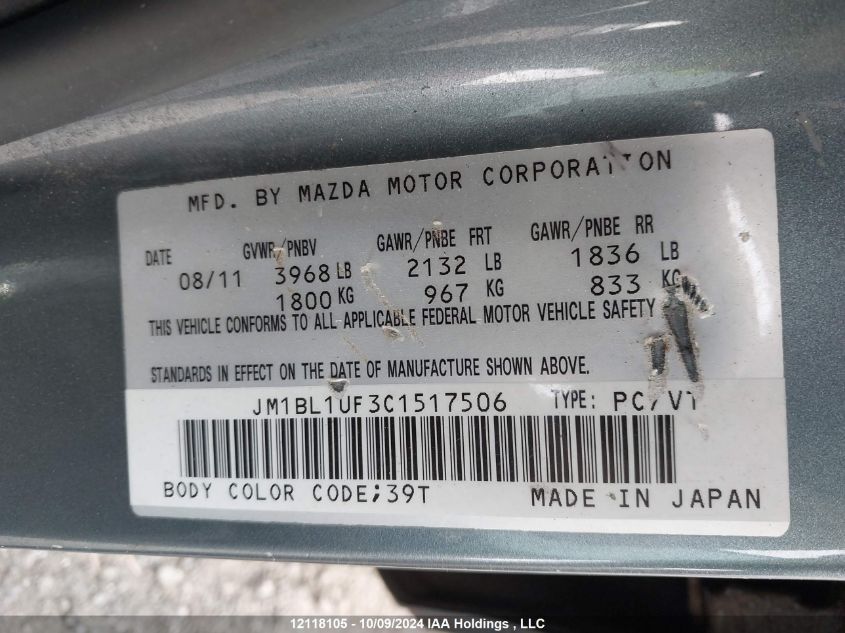 MFD. BY MAZDA MOTOR CORPORATION
DATE GVWR/PNBV GAWR/PNBE FRT GAWR/PNBE RR
08/11 3968 LB 2132 LB 1836 LB
1800 KG 967 KG 833 KG
THIS VEHICLE CONFORMS TO ALL APPLICABLE FEDERAL MOTOR VEHICLE SAFETY
STANDARDS IN EFFECT ON THE DATE OF MANUFACTURE SHOWN ABOVE.
JM1BL1UF3C1517506 TYPE: PC/VT
BODY COLOR CODE;39T MADE IN JAPAN
12118105 - 10/09/2024 IAA Holdings , LLC